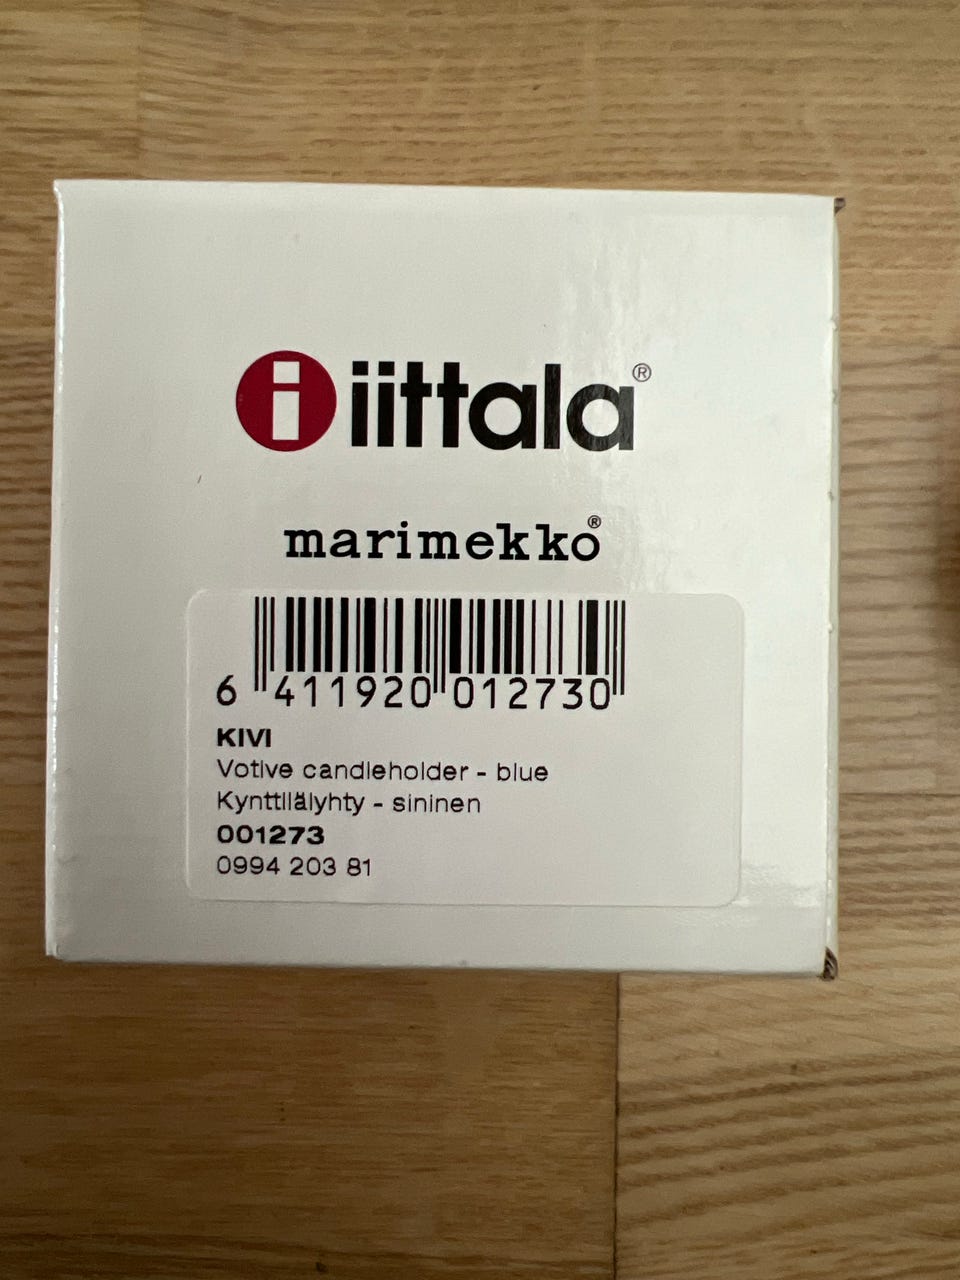 i iittala®
marimekko®
6 411920 012730
KIVI
Votive candleholder - blue
Kynttilälyhty - sininen
001273
0994 203 81